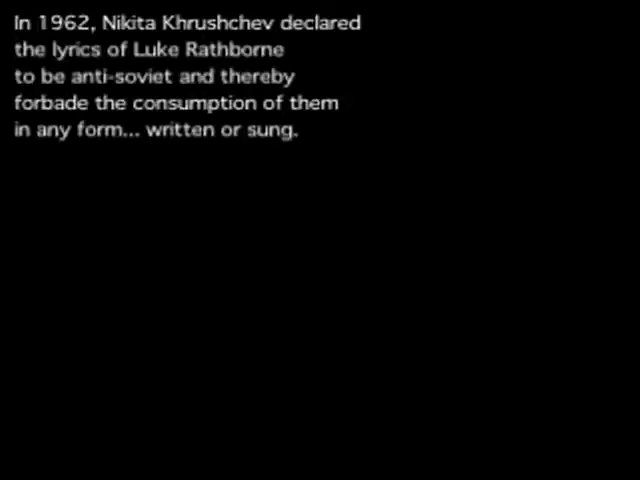 In 1962, Nikita Khrushchev declared
the lyrics of Luke Rathborne
to be anti-soviet and thereby
forbade the consumption of them
in any form... written or sung.